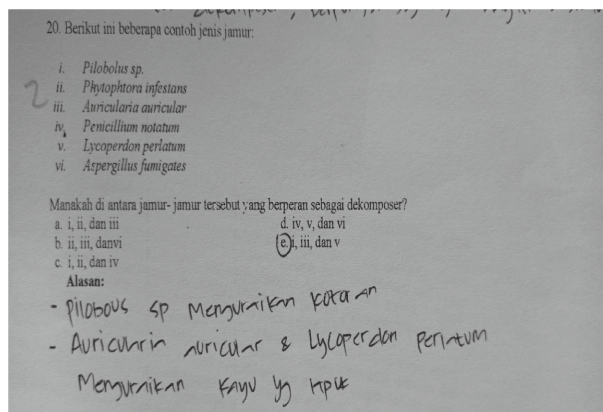 20. Berikut ini beberapa contoh jenis jamur:
2
i. Pilobolus sp.
ii. Phytophtora infestans
iii. Auricularia auricular
iv. Penicillium notatum
v. Lycoperdon perlatum
vi. Aspergillus fumigates
Manakah di antara jamur- jamur tersebut yang berperan sebagai dekomposer?
a. i, ii, dan iii d. iv, v, dan vi
b. ii, iii, danvi e. i, iii, dan v
c. i, ii, dan iv
Alasan:
- Pilobous sp Menguraikan kotoran
- Auricularia auricular & Lycoperdon perlatum
Menguraikan kayu yg lapuk